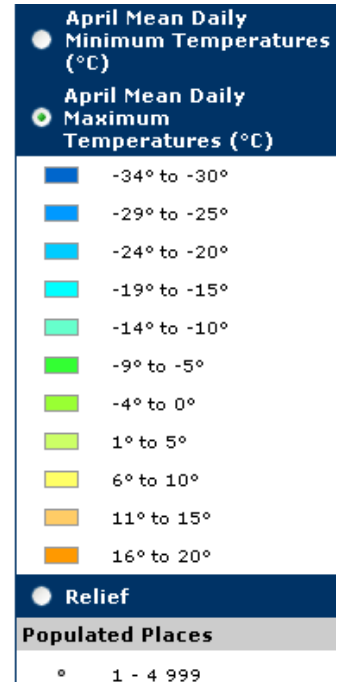 April Mean Daily
Minimum Temperatures
(°C)
April Mean Daily
Maximum
Temperatures (°C)
-34° to -30°
-29° to -25°
-24° to -20°
-19° to -15°
-14° to -10°
-9° to -5°
-4° to 0°
1° to 5°
6° to 10°
11° to 15°
16° to 20°
Relief
Populated Places
1 - 4 999